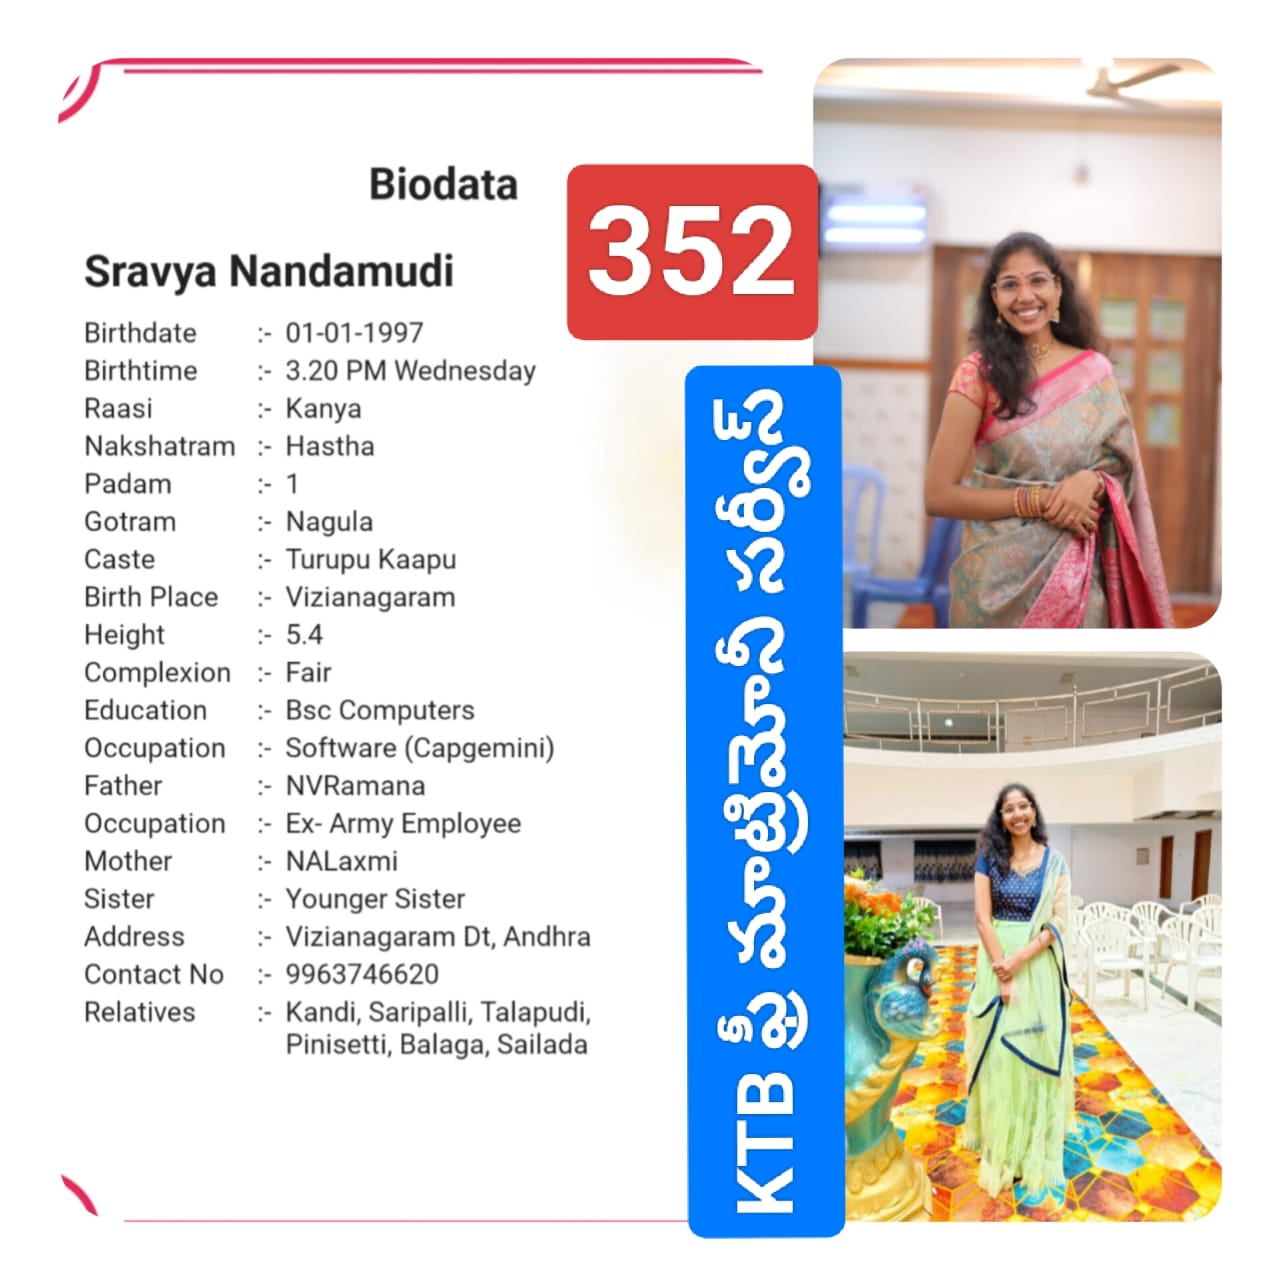 Biodata
352
Sravya Nandamudi
Birthdate :- 01-01-1997
Birthtime :- 3.20 PM Wednesday
Raasi :- Kanya
Nakshatram :- Hastha
Padam :- 1
Gotram :- Nagula
Caste :- Turupu Kaapu
Birth Place :- Vizianagaram
Height :- 5.4
Complexion :- Fair
Education :- Bsc Computers
Occupation :- Software (Capgemini)
Father :- NVRamana
Occupation :- Ex- Army Employee
Mother :- NALaxmi
Sister :- Younger Sister
Address :- Vizianagaram Dt, Andhra
Contact No :- 9963746620
Relatives :- Kandi, Saripalli, Talapudi,
Pinisetti, Balaga, Sailada
KTB ఫ్రీ మాట్రిమోనీ సర్వీస్